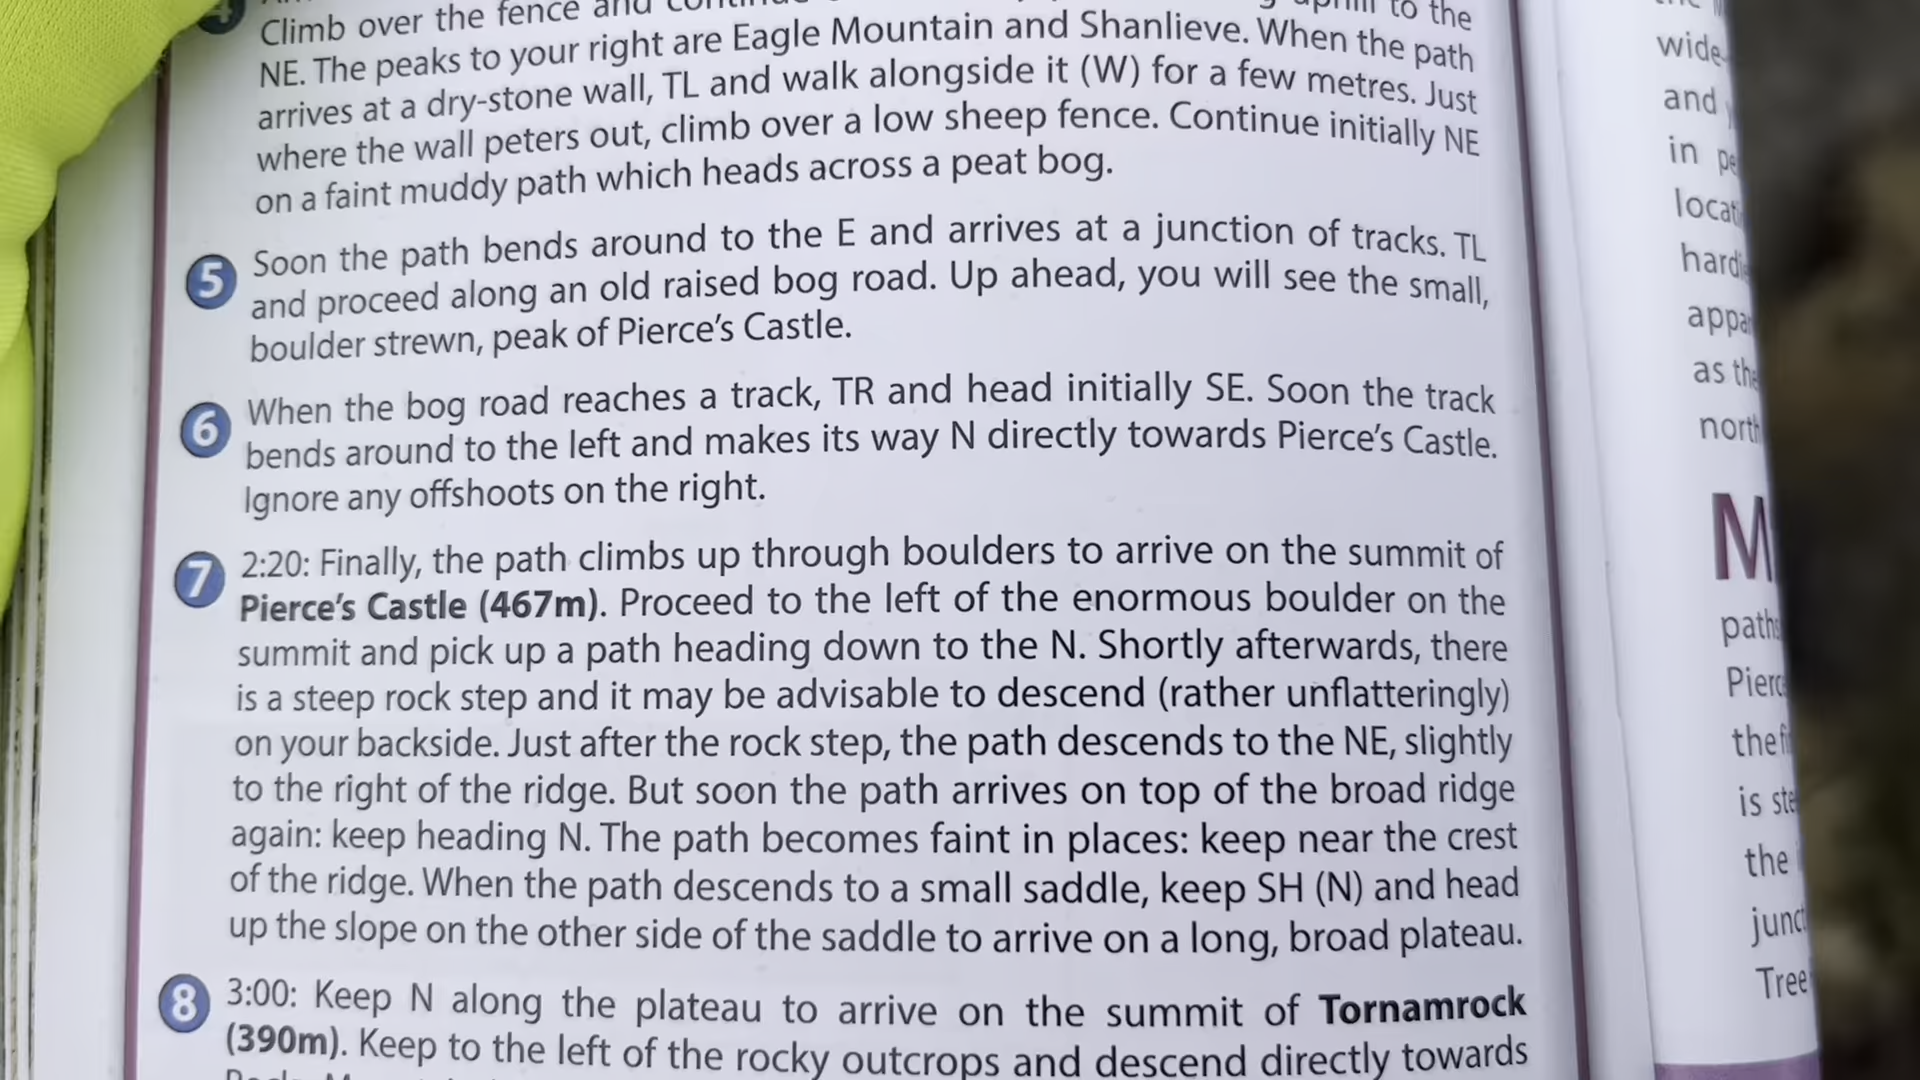 4
Climb over the fence and to the
NE. The peaks to your right are Eagle Mountain and Shanlieve. When the path
arrives at a dry-stone wall, TL and walk alongside it (W) for a few metres. Just
where the wall peters out, climb over a low sheep fence. Continue initially NE
on a faint muddy path which heads across a peat bog.
5 Soon the path bends around to the E and arrives at a junction of tracks. TL
and proceed along an old raised bog road. Up ahead, you will see the small,
boulder strewn, peak of Pierce's Castle.
6 When the bog road reaches a track, TR and head initially SE. Soon the track
bends around to the left and makes its way N directly towards Pierce's Castle.
Ignore any offshoots on the right.
7 2:20: Finally, the path climbs up through boulders to arrive on the summit of
Pierce's Castle (467m). Proceed to the left of the enormous boulder on the
summit and pick up a path heading down to the N. Shortly afterwards, there
is a steep rock step and it may be advisable to descend (rather unflatteringly)
on your backside. Just after the rock step, the path descends to the NE, slightly
to the right of the ridge. But soon the path arrives on top of the broad ridge
again: keep heading N. The path becomes faint in places: keep near the crest
of the ridge. When the path descends to a small saddle, keep SH (N) and head
up the slope on the other side of the saddle to arrive on a long, broad plateau.
8 3:00: Keep N along the plateau to arrive on the summit of Tornamrock
(390m). Keep to the left of the rocky outcrops and descend directly towards
wide-
and
in
as
the
is
the
Tree